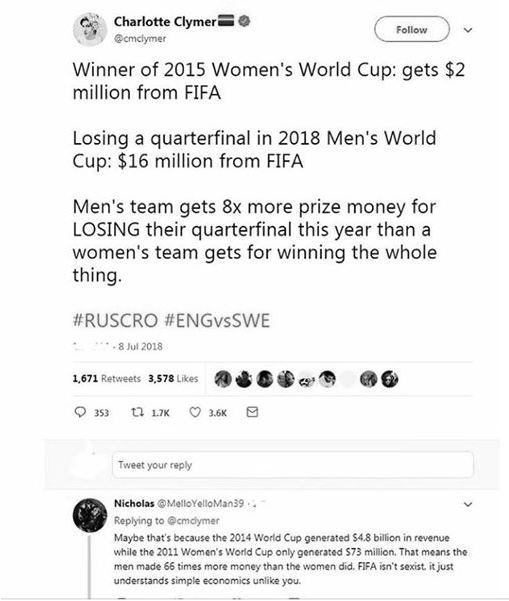 Charlotte Clymer
@cmclymer
Follow
Winner of 2015 Women's World Cup: gets $2
million from FIFA
Losing a quarterfinal in 2018 Men's World
Cup: $16 million from FIFA
Men's team gets 8x more prize money for
LOSING their quarterfinal this year than a
women's team gets for winning the whole
thing.
#RUSCRO #ENGvsSWE
- 8 Jul 2018
1,671 Retweets 3,578 Likes
353 1.7K 3.6K
Tweet your reply
Nicholas @MelloYelloMan39
Replying to @cmclymer
Maybe that's because the 2014 World Cup generated $4.8 billion in revenue
while the 2011 Women's World Cup only generated $73 million. That means the
men made 66 times more money than the women did. FIFA isn't sexist, it just
understands simple economics unlike you.